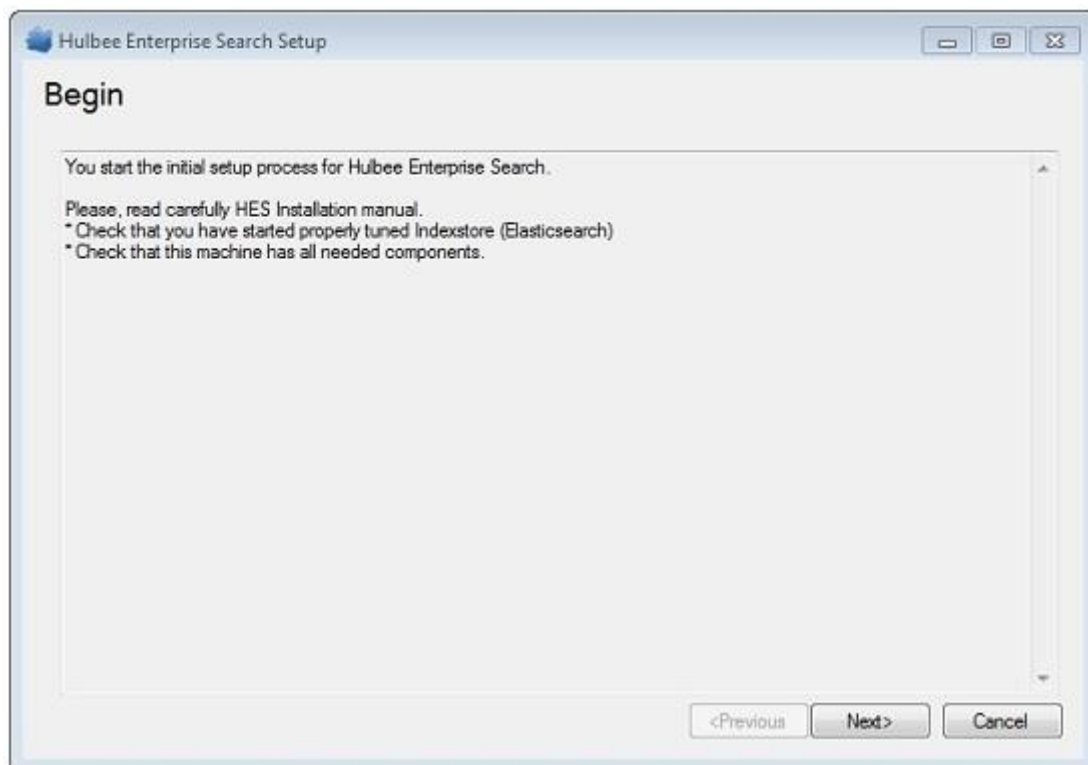 Hulbee Enterprise Search Setup
Begin
You start the initial setup process for Hulbee Enterprise Search.
Please, read carefully HES Installation manual.
* Check that you have started properly tuned Indexstore (Elasticsearch)
* Check that this machine has all needed components.
<Previous Next> Cancel